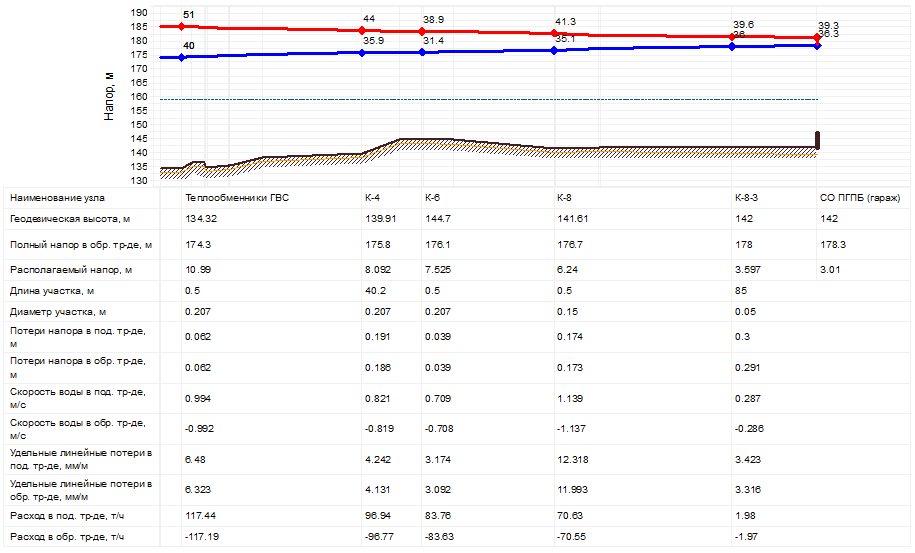 190
185
180
175
170
165
160
155
150
145
140
135
130
Напор, м
51 44 38.9 41.3 39.6 39.3
40 35.9 31.4 35.1 36 36.3
Наименование узла Теплообменники ГВС К-4 К-6 К-8 К-8-3 СО ПГПБ (гараж)
Геодезическая высота, м 134.32 139.91 144.7 141.61 142 142
Полный напор в обр. тр-де, м 174.3 175.8 176.1 176.7 178 178.3
Располагаемый напор, м 10.99 8.092 7.525 6.24 3.597 3.01
Длина участка, м 0.5 40.2 0.5 0.5 85
Диаметр участка, м 0.207 0.207 0.207 0.15 0.05
Потери напора в под. тр-де,
м 0.062 0.191 0.039 0.174 0.3
Потери напора в обр. тр-де,
м 0.062 0.186 0.039 0.173 0.291
Скорость воды в под. тр-де,
м/с 0.994 0.821 0.709 1.139 0.287
Скорость воды в обр. тр-де,
м/с -0.992 -0.819 -0.708 -1.137 -0.286
Удельные линейные потери в
под. тр-де, мм/м 6.48 4.242 3.174 12.318 3.423
Удельные линейные потери в
обр. тр-де, мм/м 6.323 4.131 3.092 11.993 3.316
Расход в под. тр-де, т/ч 117.44 96.94 83.76 70.63 1.98
Расход в обр. тр-де, т/ч -117.19 -96.77 -83.63 -70.55 -1.97